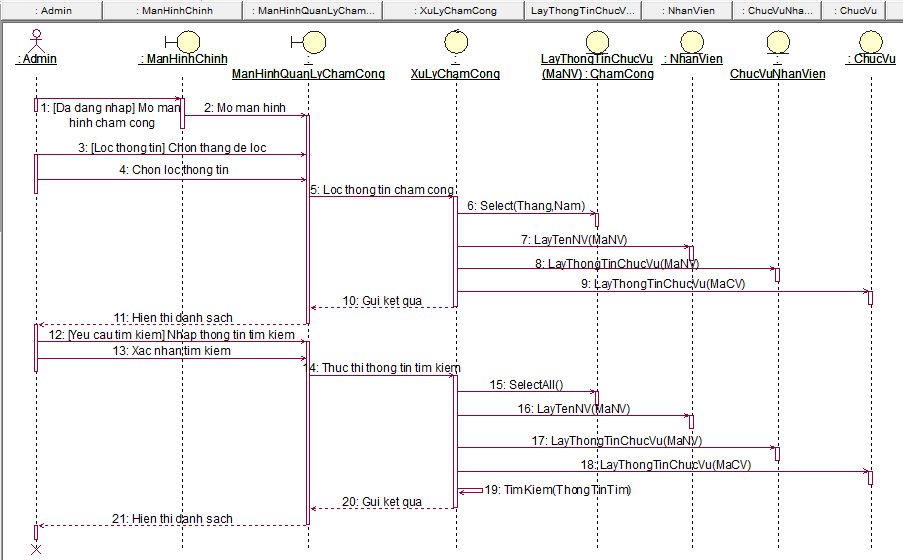 : Admin
: ManHinhChinh
: ManHinhQuanLyCham...
: XuLyChamCong
LayThongTinChucV...
: NhanVien
: ChucVuNha...
: ChucVu
: Admin
: ManHinhChinh
:
ManHinhQuanLyChamCong
:
XuLyChamCong
LayThongTinChucVu
(MaNV) : ChamCong
: NhanVien
:
ChucVuNhanVien
: ChucVu
1: [Da dang nhap] Mo man
hinh cham cong
2: Mo man hinh
3: [Loc thong tin] Chon thang de loc
4: Chon loc thong tin
5: Loc thong tin cham cong
6: Select(Thang,Nam)
7: LayTenNV(MaNV)
8: LayThongTinChucVu(MaNV)
9: LayThongTinChucVu(MaCV)
10: Gui ket qua
11: Hien thi danh sach
12: [Yeu cau tim kiem] Nhap thong tin tim kiem
13: Xac nhan tim kiem
14: Thuc thi thong tin tim kiem
15: SelectAll()
16: LayTenNV(MaNV)
17: LayThongTinChucVu(MaNV)
18: LayThongTinChucVu(MaCV)
19: TimKiem(ThongTinTim)
20: Gui ket qua
21: Hien thi danh sach